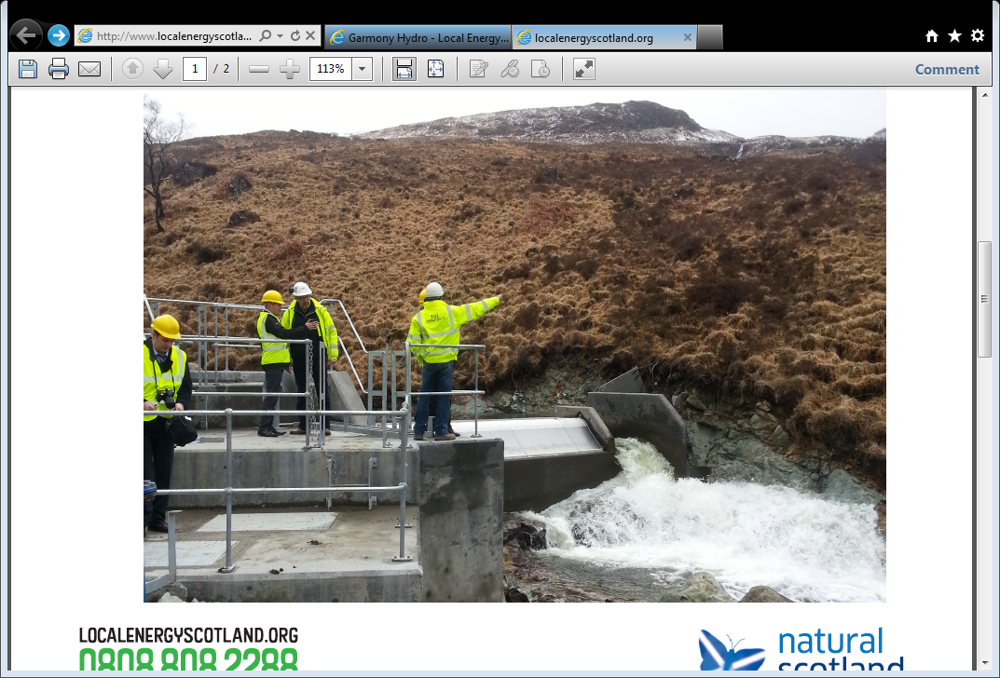 http://www.localenergyscotla...
Garmony Hydro - Local Energy...
localenergyscotland.org
1 / 2
113%
Comment
LOCALENERGYSCOTLAND.ORG
0808 808 2288
natural
scotland